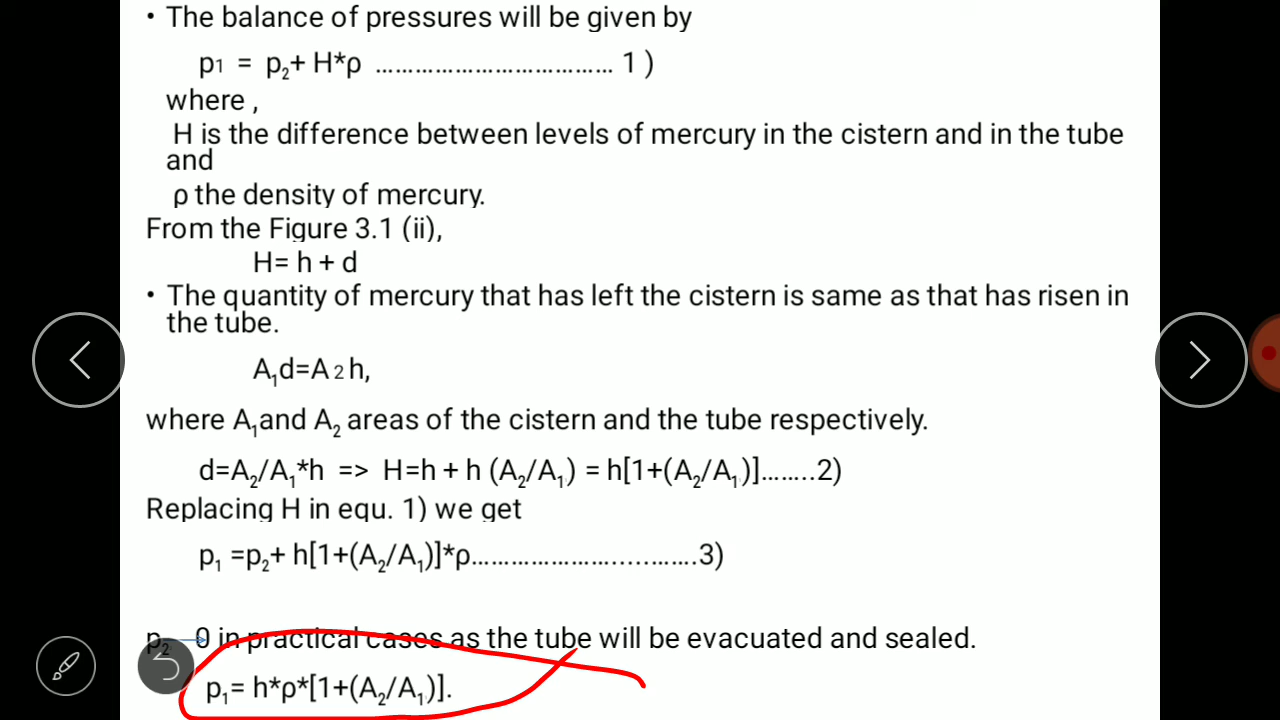 • The balance of pressures will be given by
p1 = p₂+ H*ρ ……………………………… 1 )
where ,
H is the difference between levels of mercury in the cistern and in the tube
and
ρ the density of mercury.
From the Figure 3.1 (ii),
H= h + d
• The quantity of mercury that has left the cistern is same as that has risen in
the tube.
A₁d=A 2 h,
where A₁and A₂ areas of the cistern and the tube respectively.
d=A₂/A₁*h => H=h + h (A₂/A₁) = h[1+(A₂/A₁)]……..2)
Replacing H in equ. 1) we get
p₁ =p₂+ h[1+(A₂/A₁)]*ρ…………………......…….3)
p₂ 0 in practical cases as the tube will be evacuated and sealed.
p₁= h*ρ*[1+(A₂/A₁)].